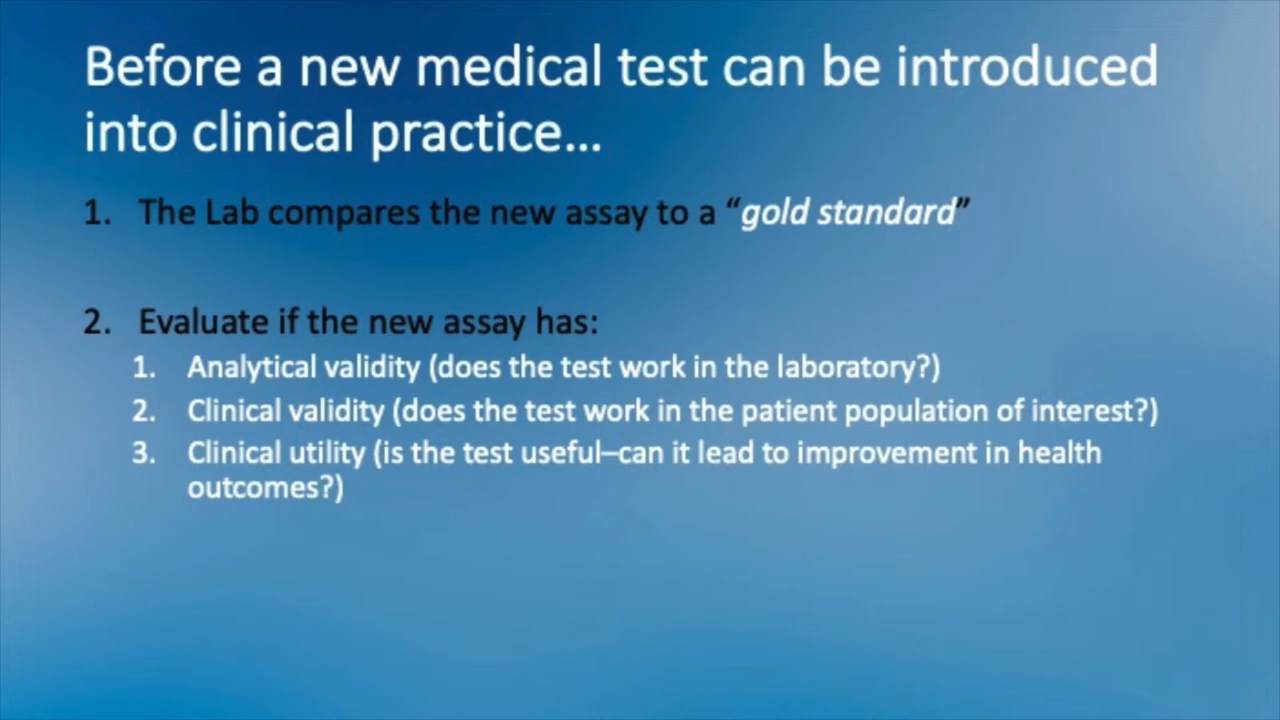 Before a new medical test can be introduced
into clinical practice…
1. The Lab compares the new assay to a “gold standard”
2. Evaluate if the new assay has:
1. Analytical validity (does the test work in the laboratory?)
2. Clinical validity (does the test work in the patient population of interest?)
3. Clinical utility (is the test useful–can it lead to improvement in health
outcomes?)